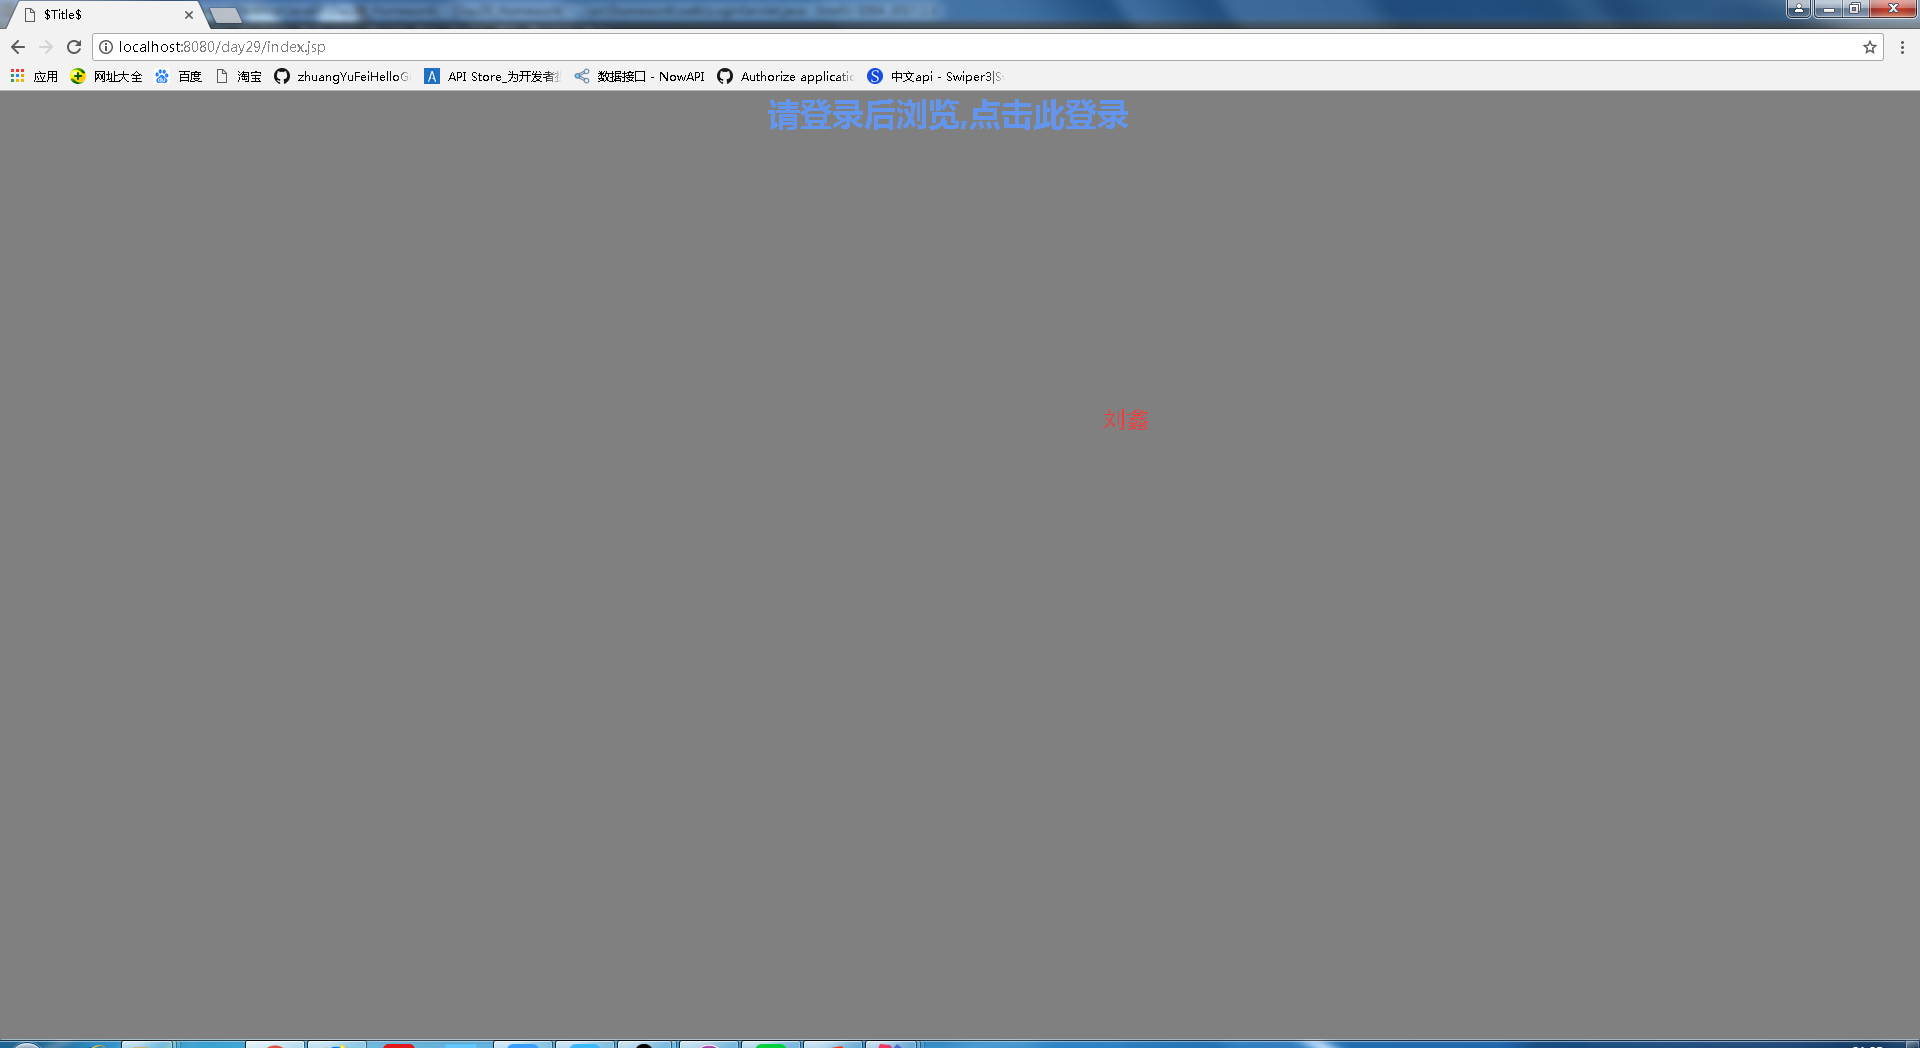 $Title$
localhost:8080/day29/index.jsp
应用 网址大全 百度 淘宝 zhuangYuFeiHelloG API Store_为开发者 数据接口 - NowAPI Authorize applicatio 中文api - Swiper3|S
请登录后浏览,点击此登录
刘鑫